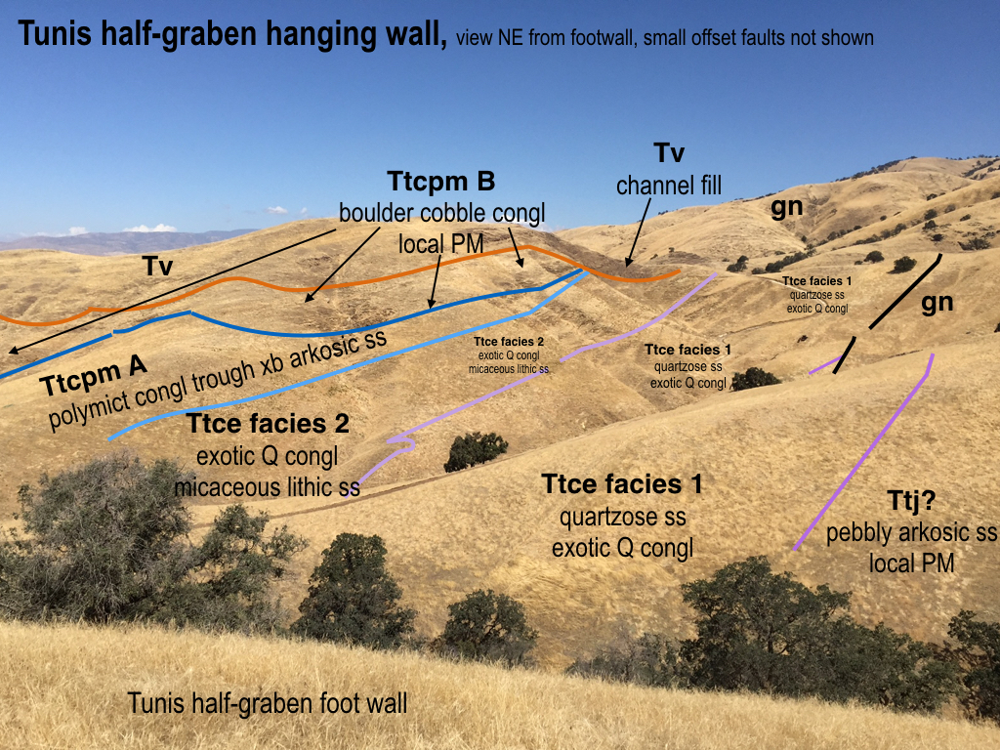 Tunis half-graben hanging wall, view NE from footwall, small offset faults not shown
Tv
channel fill
Ttcpm B
boulder cobble congl
local PM
gn
Tv
Ttce facies 1
quartzose ss
exotic Q congl
gn
Ttce facies 2
exotic Q congl
micaceous lithic ss
Ttce facies 1
quartzose ss
exotic Q congl
Ttcpm A
polymict congl trough xb arkosic ss
Ttce facies 2
exotic Q congl
micaceous lithic ss
Ttce facies 1
quartzose ss
exotic Q congl
Ttj?
pebbly arkosic ss
local PM
Tunis half-graben foot wall